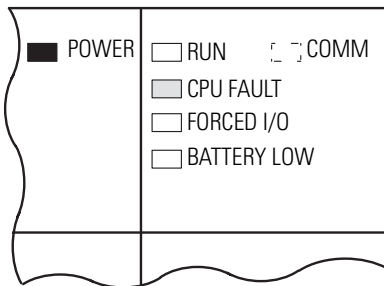 POWER
RUN COMM
CPU FAULT
FORCED I/O
BATTERY LOW